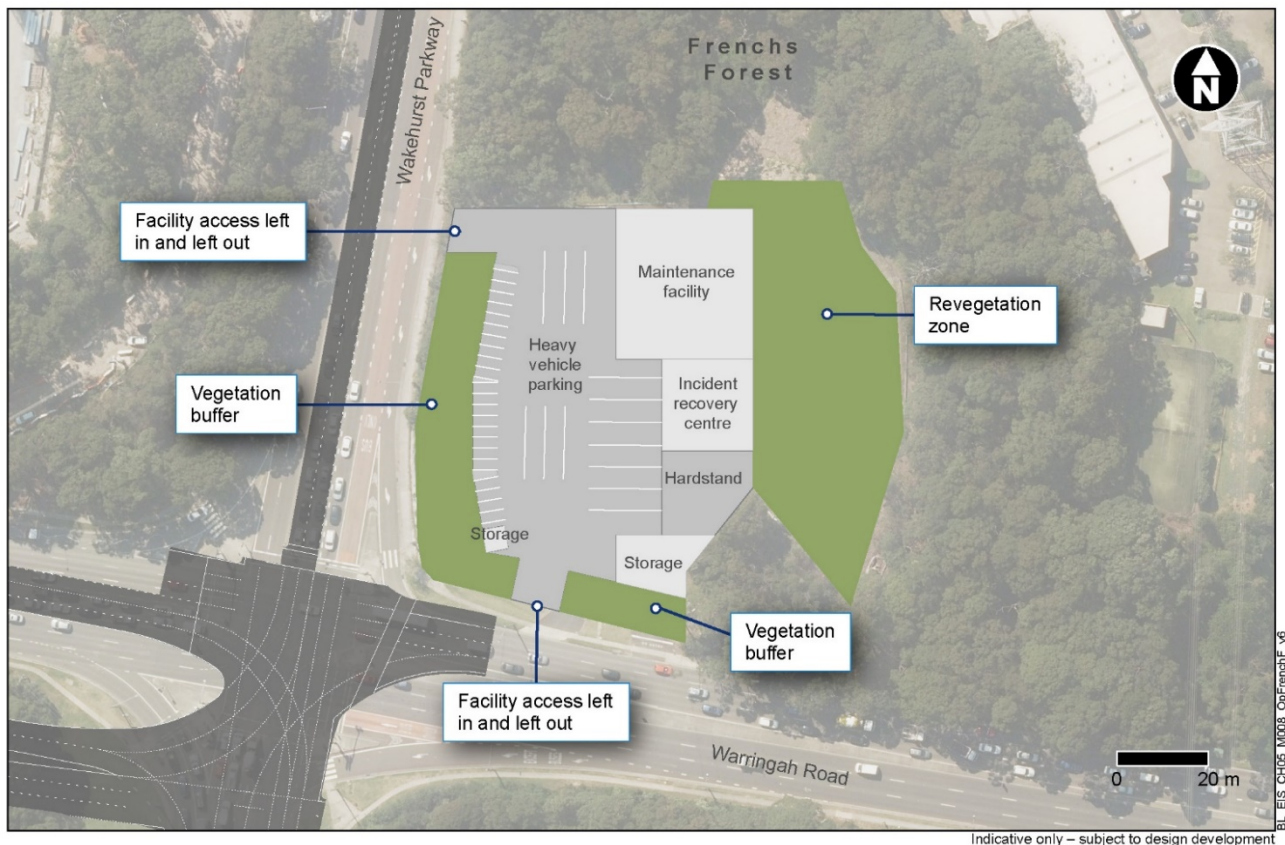 Frenchs
Forest
N
Wakehurst Parkway
Facility access left
in and left out
Maintenance
facility
Revegetation
zone
Heavy
vehicle
parking
Vegetation
buffer
Incident
recovery
centre
Hardstand
Storage
Storage
Vegetation
buffer
Facility access left
in and left out
Warringah Road
0 20 m
BL_EIS_CH05_M008_OpFrenchF_v6
Indicative only – subject to design development